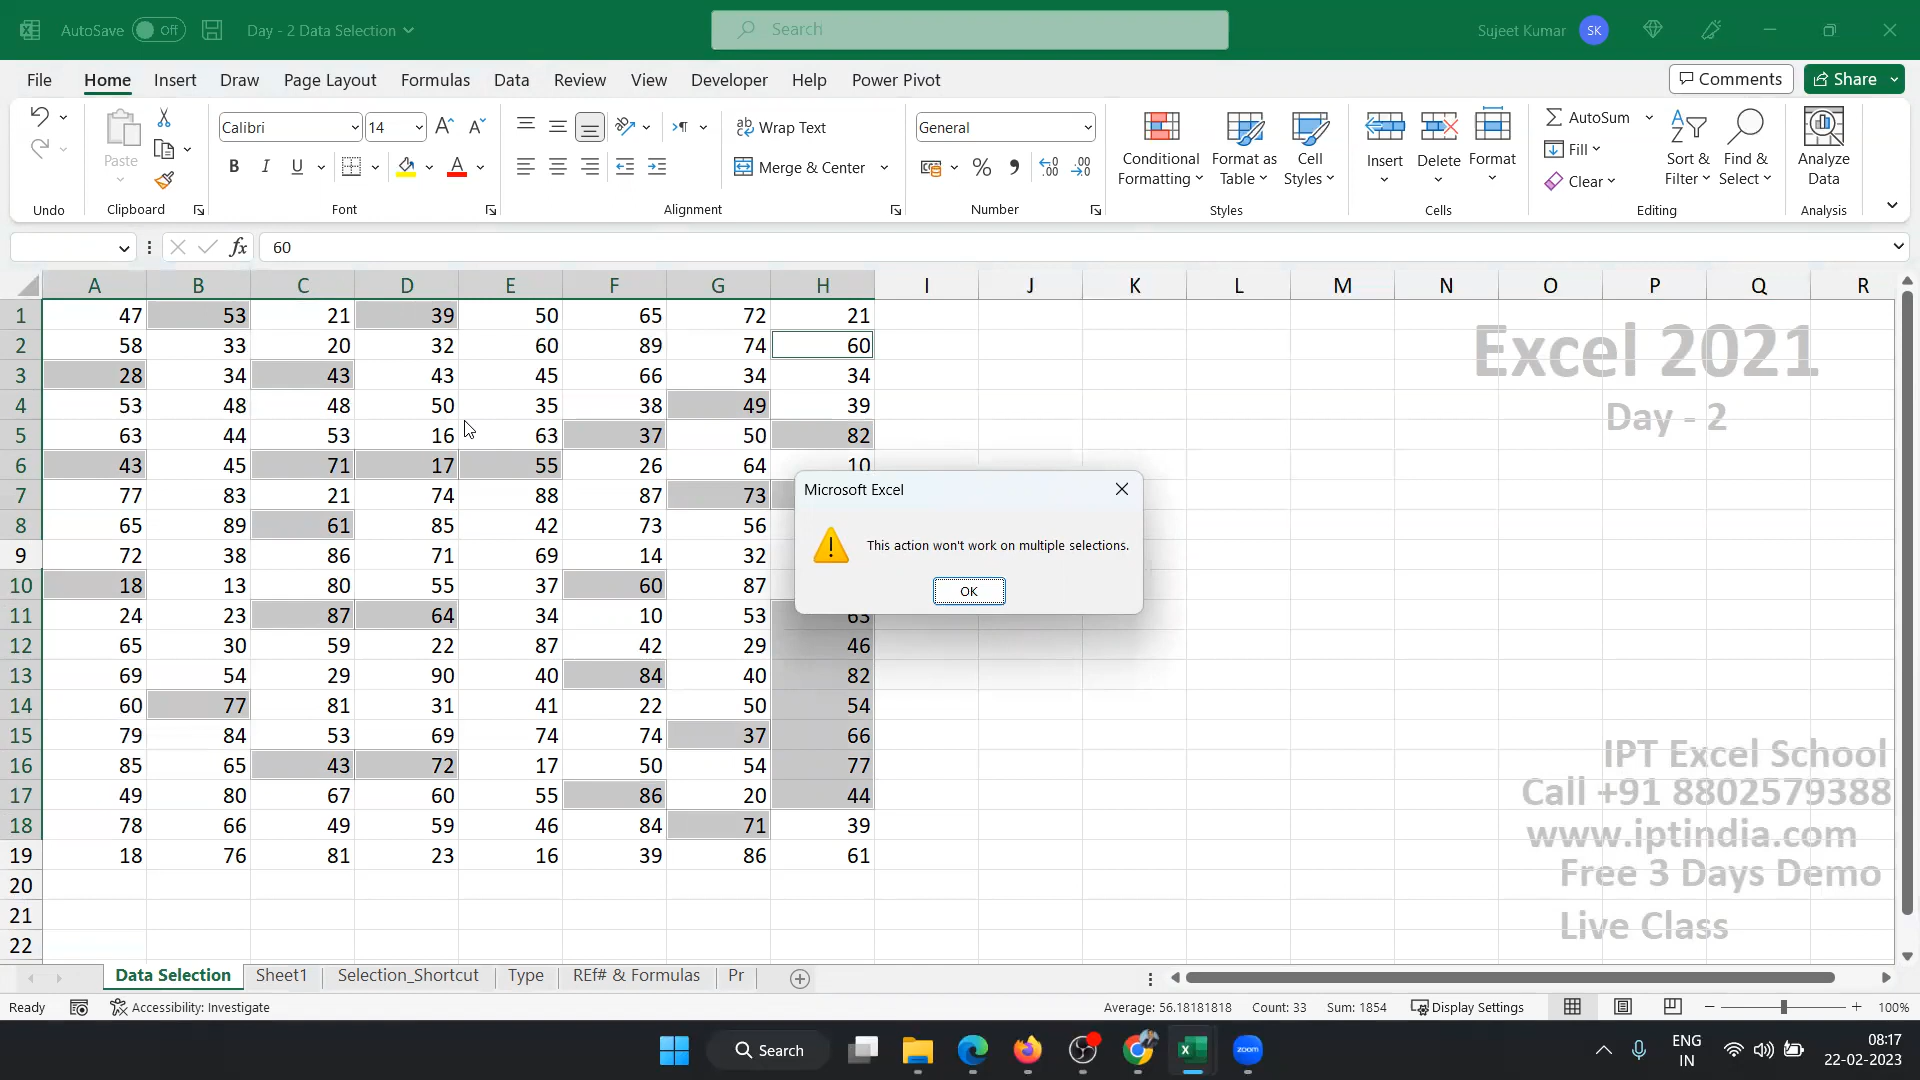 AutoSave Off Day - 2 Data Selection Search Sujeet Kumar SK
File Home Insert Draw Page Layout Formulas Data Review View Developer Help Power Pivot Comments Share
Paste Calibri 14 Wrap Text General Conditional Formatting Format as Table Cell Styles Insert Delete Format AutoSum Sort & Filter Find & Select Analyze Data
B I U Merge & Center % Fill
Clear
Undo Clipboard Font Alignment Number Styles Cells Editing Analysis
fx 60
A B C D E F G H I J K L M N O P Q R
1 47 53 21 39 50 65 72 21
2 58 33 20 32 60 89 74 60
3 28 34 43 43 45 66 34 34
4 53 48 48 50 35 38 49 39
5 63 44 53 16 63 37 50 82
6 43 45 71 17 55 26 64 10
7 77 83 21 74 88 87 73
8 65 89 61 85 42 73 56
9 72 38 86 71 69 14 32
10 18 13 80 55 37 60 87
11 24 23 87 64 34 10 53 63
12 65 30 59 22 87 42 29 46
13 69 54 29 90 40 84 40 82
14 60 77 81 31 41 22 50 54
15 79 84 53 69 74 74 37 66
16 85 65 43 72 17 50 54 77
17 49 80 67 60 55 86 20 44
18 78 66 49 59 46 84 71 39
19 18 76 81 23 16 39 86 61
20
21
22
Excel 2021
Day - 2
Microsoft Excel
This action won't work on multiple selections.
OK
IPT Excel School
Call +91 8802579388
www.iptindia.com
Free 3 Days Demo
Live Class
Data Selection Sheet1 Selection_Shortcut Type REf# & Formulas Pr
Ready Accessibility: Investigate Average: 56.18181818 Count: 33 Sum: 1854 Display Settings 100%
Search zoom ENG IN 08:17
22-02-2023